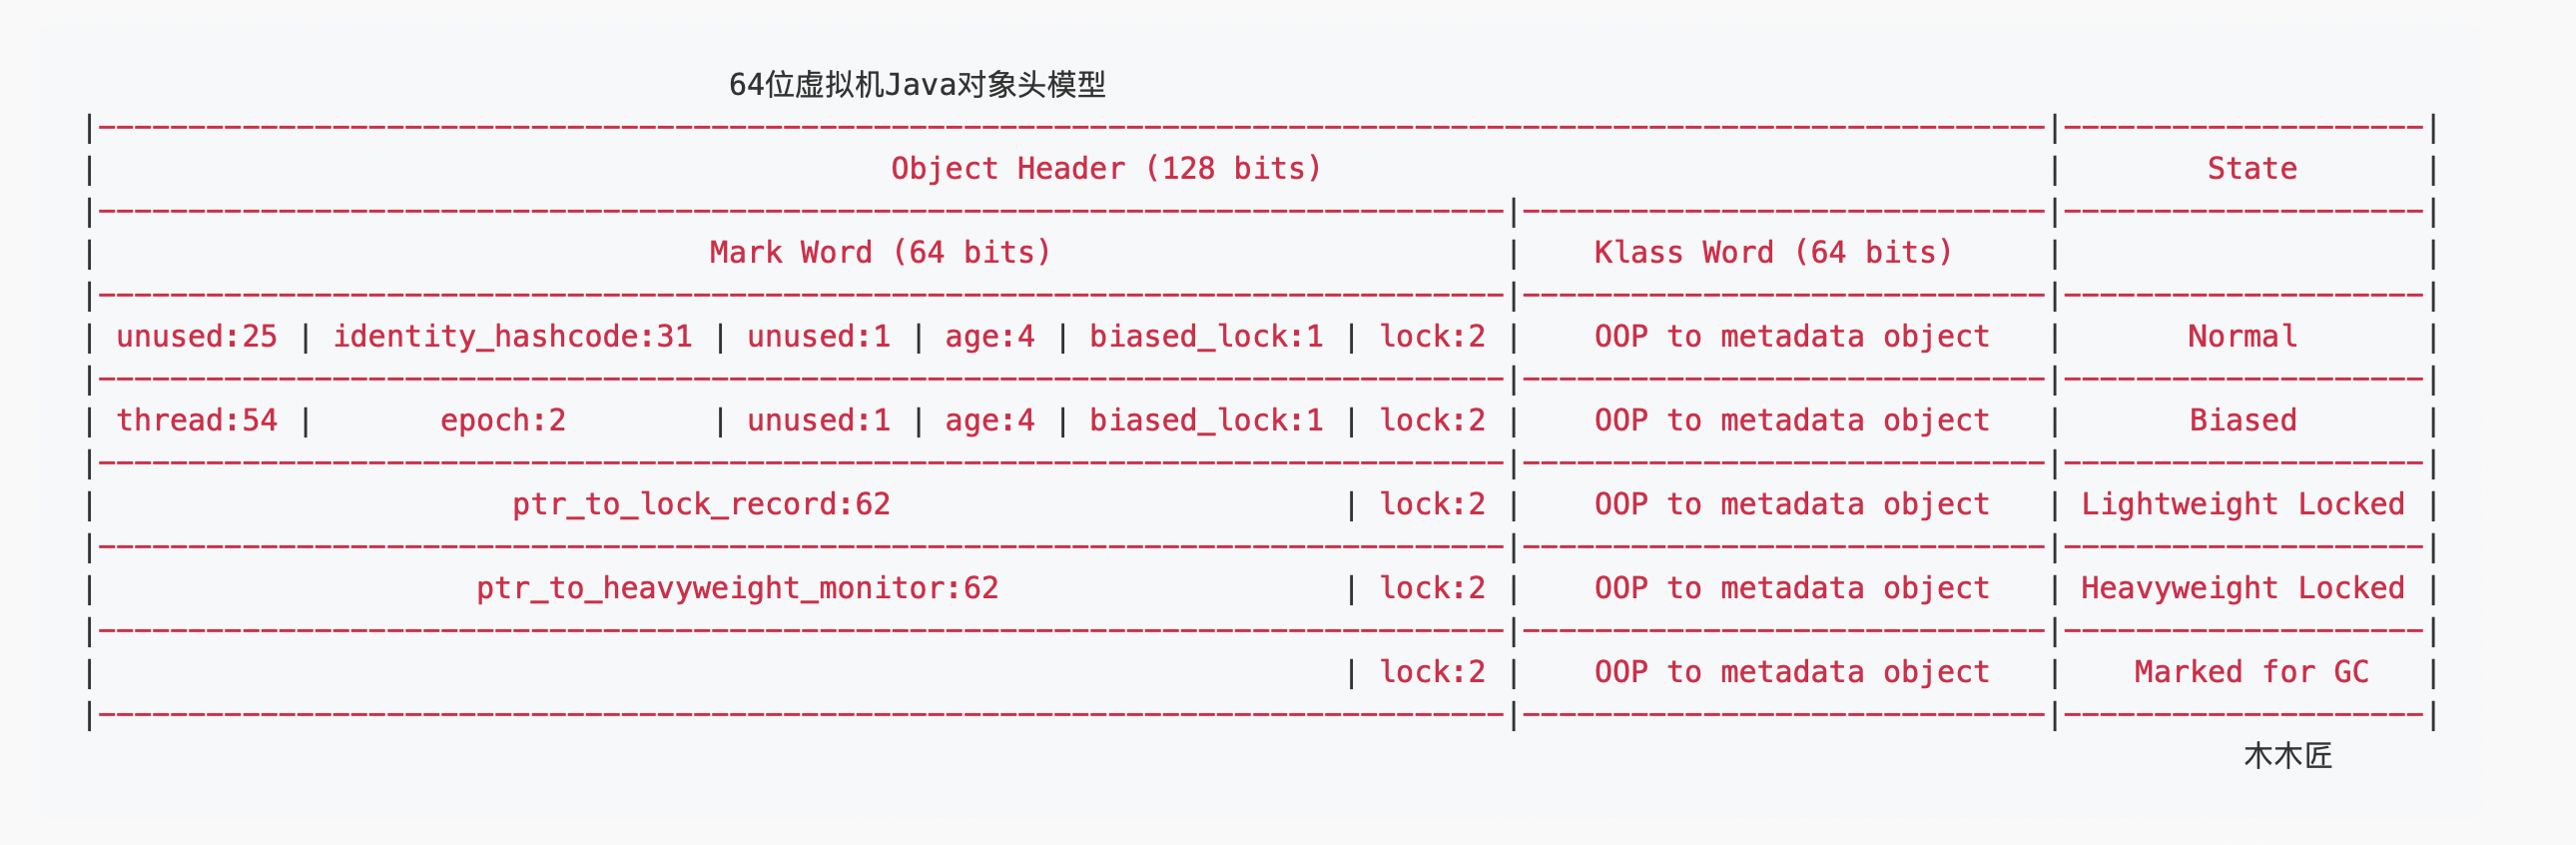 64位虚拟机Java对象头模型
|------------------------------------------------------------------------------------------------------------|--------------------|
| Object Header (128 bits) | State |
|------------------------------------------------------------------------------|-----------------------------|--------------------|
| Mark Word (64 bits) | Klass Word (64 bits) | |
|------------------------------------------------------------------------------|-----------------------------|--------------------|
| unused:25 | identity_hashcode:31 | unused:1 | age:4 | biased_lock:1 | lock:2 | OOP to metadata object | Normal |
|------------------------------------------------------------------------------|-----------------------------|--------------------|
| thread:54 | epoch:2 | unused:1 | age:4 | biased_lock:1 | lock:2 | OOP to metadata object | Biased |
|------------------------------------------------------------------------------|-----------------------------|--------------------|
| ptr_to_lock_record:62 | lock:2 | OOP to metadata object | Lightweight Locked |
|------------------------------------------------------------------------------|-----------------------------|--------------------|
| ptr_to_heavyweight_monitor:62 | lock:2 | OOP to metadata object | Heavyweight Locked |
|------------------------------------------------------------------------------|-----------------------------|--------------------|
| | lock:2 | OOP to metadata object | Marked for GC |
|------------------------------------------------------------------------------|-----------------------------|--------------------|
木木匠